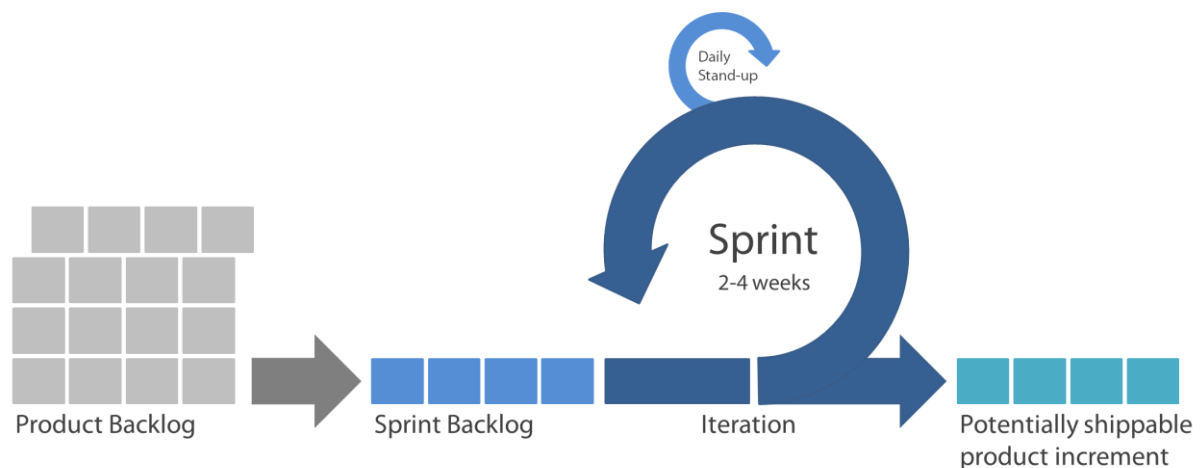 Daily
Stand-up
Sprint
2-4 weeks
Product Backlog
Sprint Backlog
Iteration
Potentially shippable
product increment